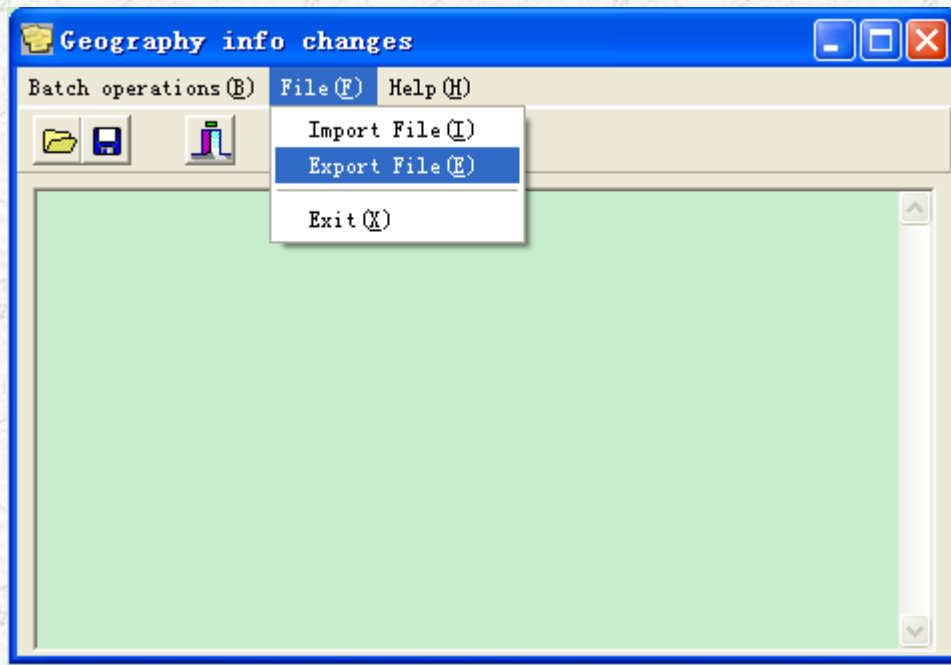 Geography info changes
Batch operations(B) File(F) Help(H)
Import File(I)
Export File(E)
Exit(X)